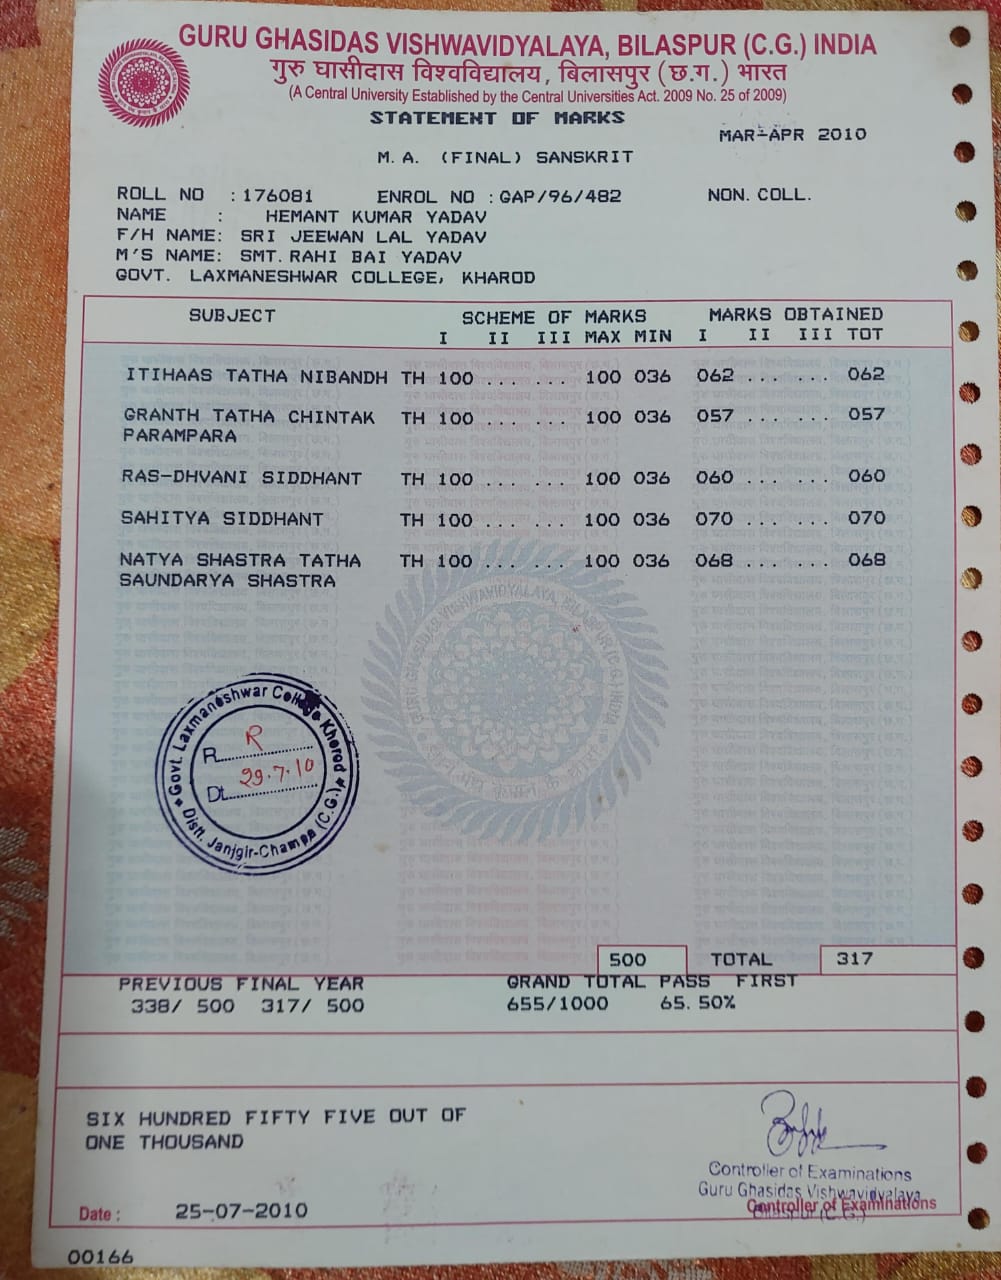 GURU GHASIDAS VISHWAVIDYALAYA, BILASPUR (C.G.) INDIA
गुरु घासीदास विश्वविद्यालय, बिलासपुर (छ.ग.) भारत
(A Central University Established by the Central Universities Act. 2009 No. 25 of 2009)
STATEMENT OF MARKS
MAR-APR 2010
M.A. (FINAL) SANSKRIT
ROLL NO :176081 ENROL NO :GAP/96/482 NON. COLL.
NAME : HEMANT KUMAR YADAV
F/H NAME: SRI JEEWAN LAL YADAV
M'S NAME: SMT.RAHI BAI YADAV
GOVT. LAXMANESHWAR COLLEGE, KHAROD
SUBJECT SCHEME OF MARKS MARKS OBTAINED
I II III MAX MIN I II III TOT
ITIHAAS TATHA NIBANDH TH 100 ... ... 100 036 062 ... ... 062
GRANTH TATHA CHINTAK TH 100 ... ... 100 036 057 ... ... 057
PARAMPARA
RAS-DHVANI SIDDHANT TH 100 ... ... 100 036 060 ... ... 060
SAHITYA SIDDHANT TH 100 ... ... 100 036 070 ... ... 070
NATYA SHASTRA TATHA TH 100 ... ... 100 036 068 ... ... 068
SAUNDARYA SHASTRA
GURU GHASIDAS VISHWAVIDYALAYA, BILASPUR (C.G.) INDIA
Govt. Laxmaneshwar College Kharod
R... R
Dt... 29.7.10
Distt. Janjgir-Champa (C.G.)
500 TOTAL 317
PREVIOUS FINAL YEAR GRAND TOTAL PASS FIRST
338/ 500 317/ 500 655/1000 65.50%
SIX HUNDRED FIFTY FIVE OUT OF
ONE THOUSAND
Controller of Examinations
Guru Ghasidas Vishwavidyalaya
Bilaspur (C.G.)
Controller of Examinations
Date : 25-07-2010
00166